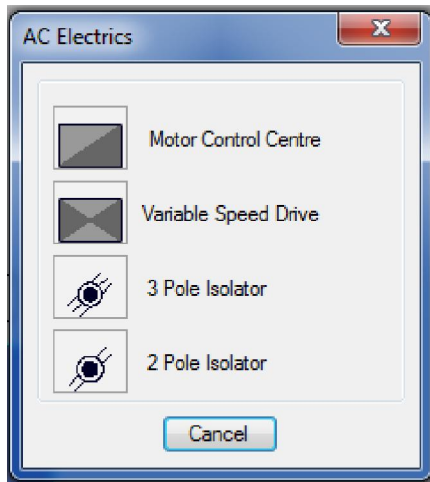 AC Electrics
Motor Control Centre
Variable Speed Drive
3 Pole Isolator
2 Pole Isolator
Cancel